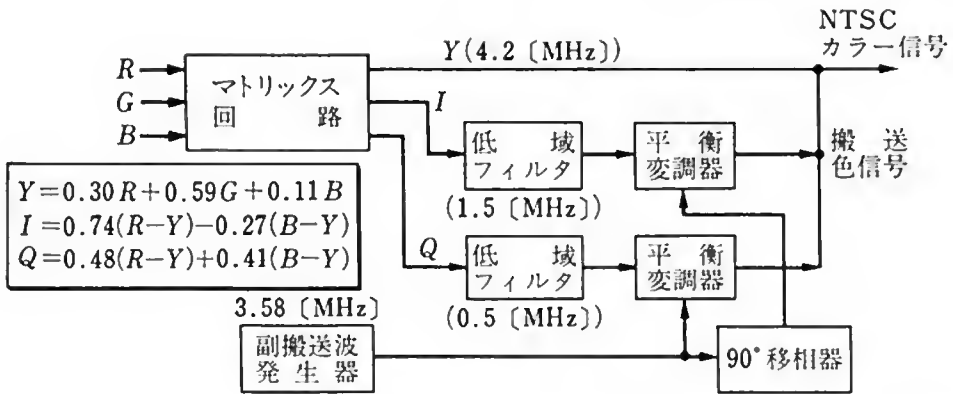 NTSC
カラー信号
Y(4.2〔MHz〕)
R
G
B
マトリックス
回路
I
低域
フィルタ
(1.5〔MHz〕)
平衡
変調器
搬送
色信号
Y=0.30R+0.59G+0.11B
I=0.74(R−Y)−0.27(B−Y)
Q=0.48(R−Y)+0.41(B−Y)
Q
低域
フィルタ
(0.5〔MHz〕)
平衡
変調器
3.58〔MHz〕
副搬送波
発生器
90°移相器